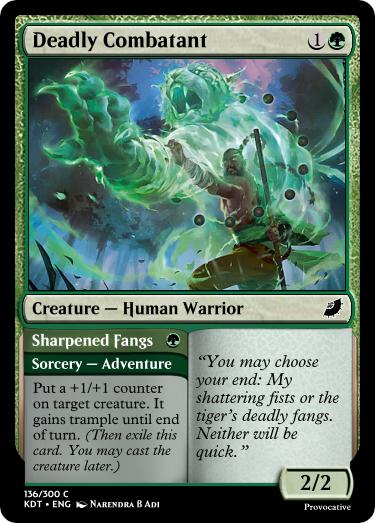 Deadly Combatant 1
Creature — Human Warrior
Sharpened Fangs
Sorcery — Adventure
Put a +1/+1 counter
on target creature. It
gains trample until end
of turn. (Then exile this
card. You may cast the
creature later.)
“You may choose
your end: My
shattering fists or the
tiger’s deadly fangs.
Neither will be
quick.”
2/2
136/300 C
KDT • ENG Narendra B Adi
Provocative